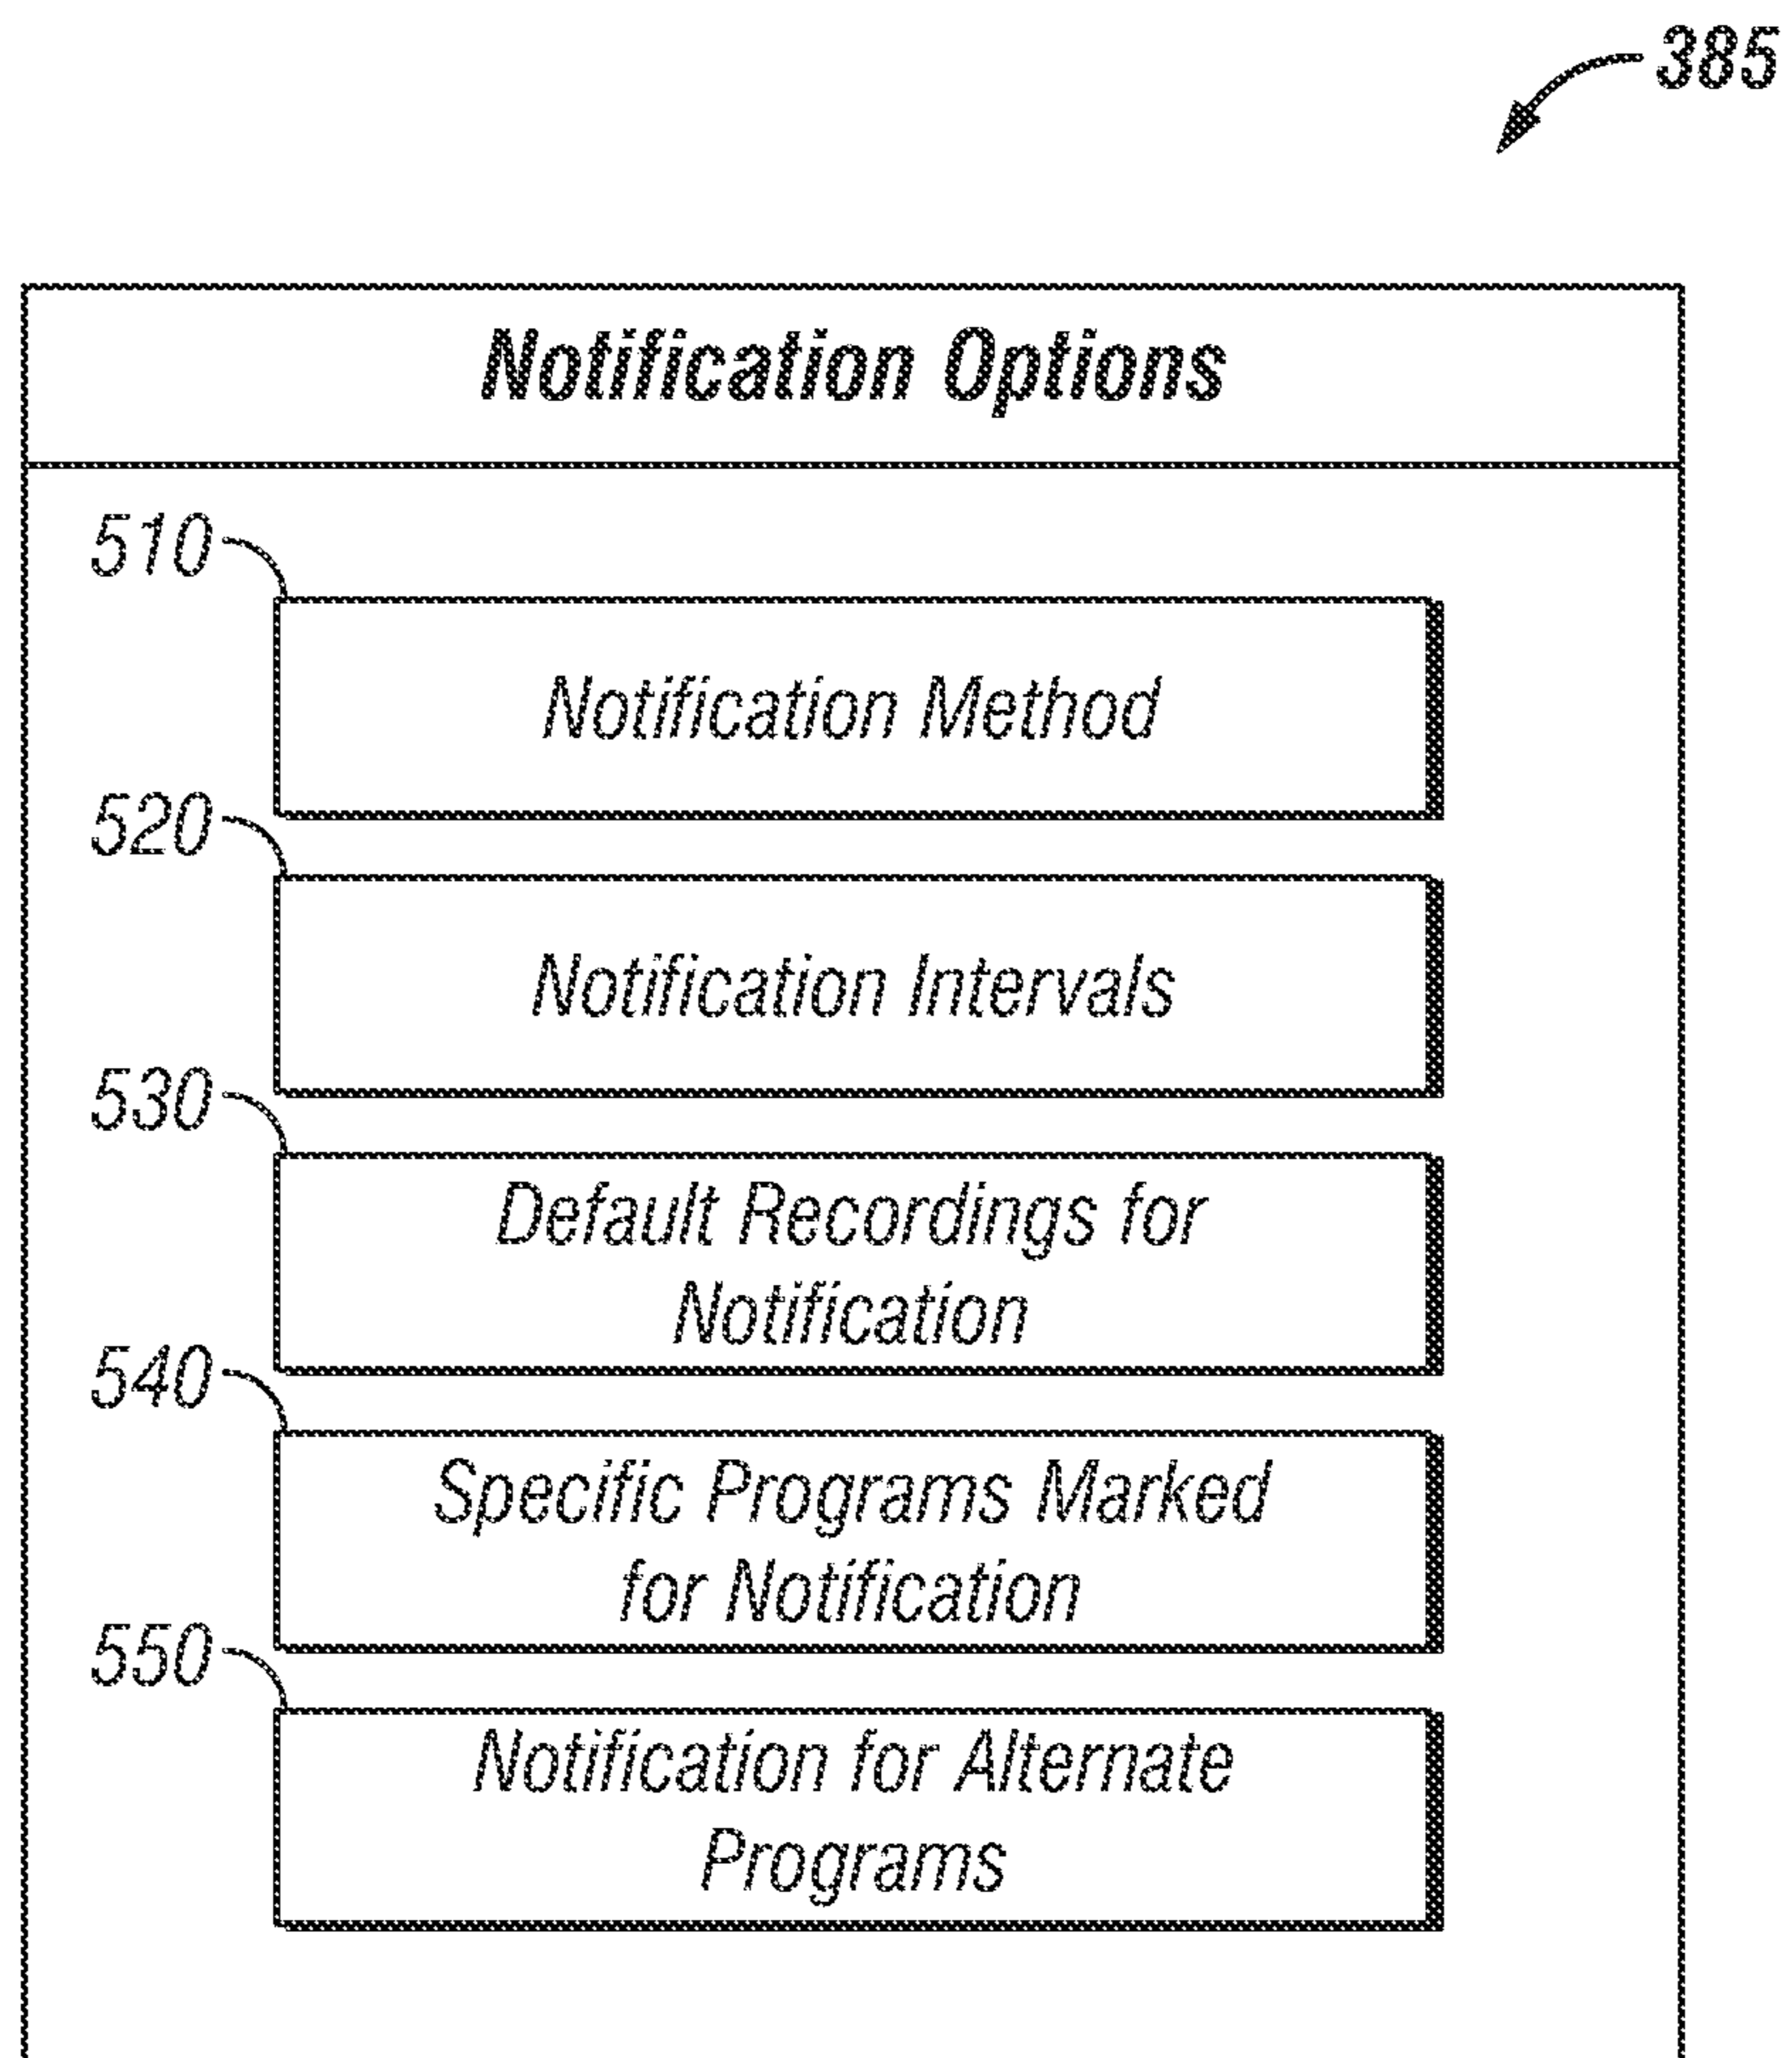 385
Notification Options
510
Notification Method
520
Notification Intervals
530
Default Recordings for
Notification
540
Specific Programs Marked
for Notification
550
Notification for Alternate
Programs